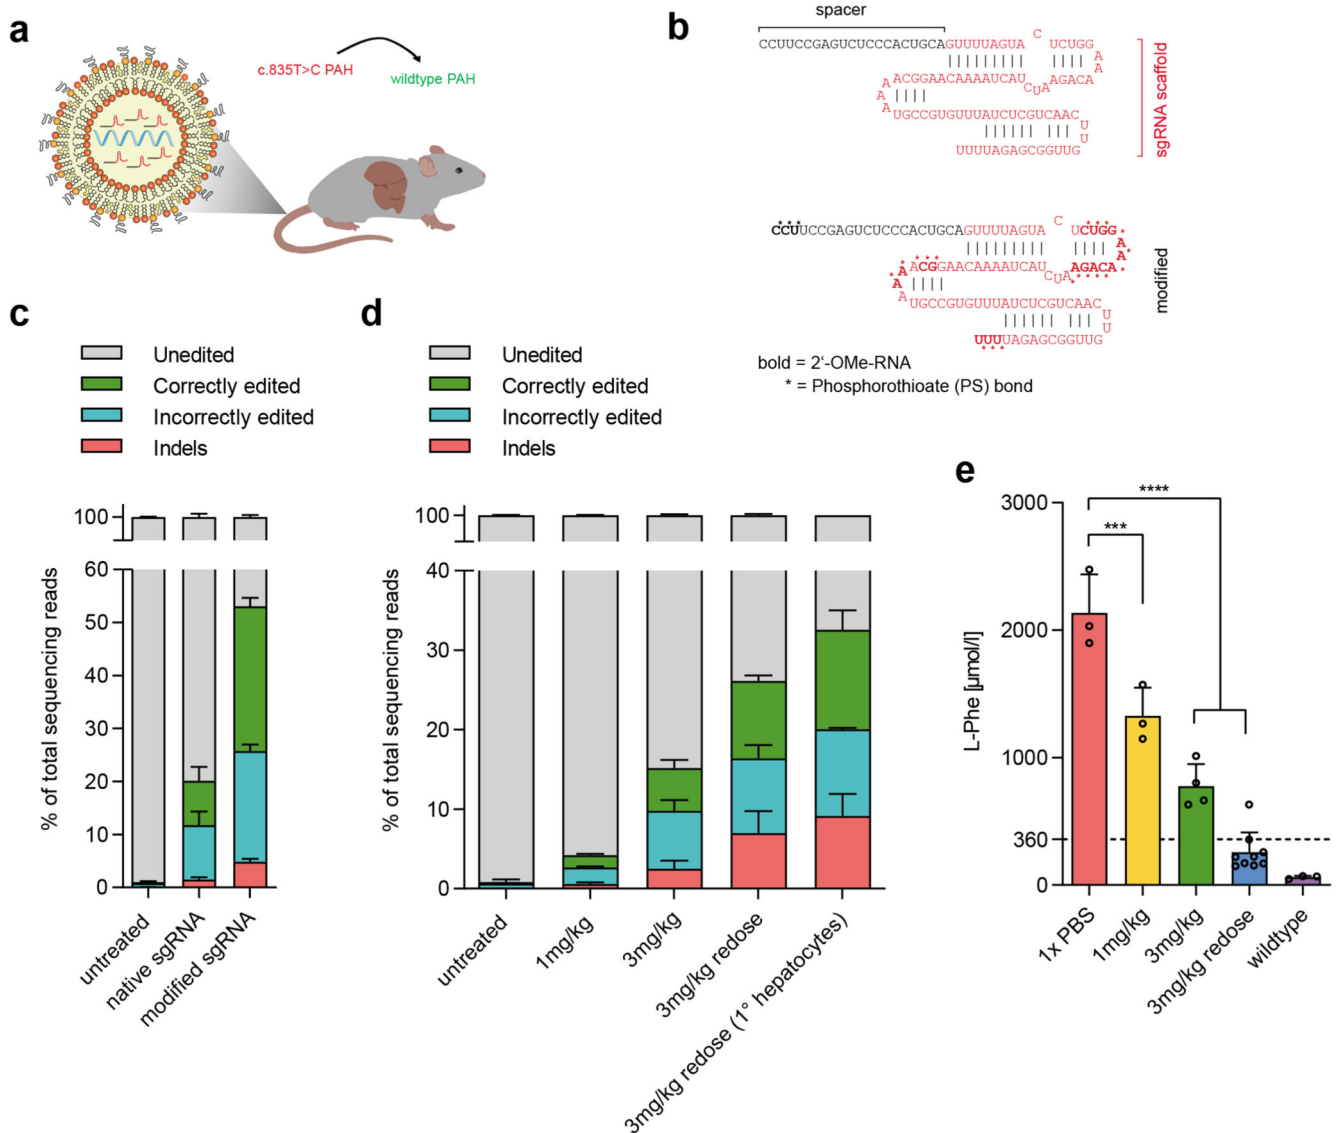 a
c.835T>C PAH
wildtype PAH
b
spacer
CCUUCCGAGUCUCCCACUGCAGUUUUAGUA C UCUGG
A
A
ACGGAACAAAAUCAU CUA AGACA
A
A
A
UGCCGUGUUUAUCUCGUCAAC
U
U
UUUUAGAGCGGUUG
sgRNA scaffold
***
CCUUCCGAGUCUCCCACUGCAGUUUUAGUA C UCUGG
A
A
ACGGAACAAAAUCAU CUA AGACA
A
A
A
UGCCGUGUUUAUCUCGUCAAC
U
U
UUUUAGAGCGGUUG
***
modified
bold = 2'-OMe-RNA
* = Phosphorothioate (PS) bond
c
Unedited
Correctly edited
Incorrectly edited
Indels
% of total sequencing reads
100
60
50
40
30
20
10
0
untreated
native sgRNA
modified sgRNA
d
Unedited
Correctly edited
Incorrectly edited
Indels
% of total sequencing reads
100
40
30
20
10
0
untreated
1mg/kg
3mg/kg
3mg/kg redose
3mg/kg redose (1° hepatocytes)
e
L-Phe [µmol/l]
3000
2000
1000
360
0
****
***
1x PBS
1mg/kg
3mg/kg
3mg/kg redose
wildtype